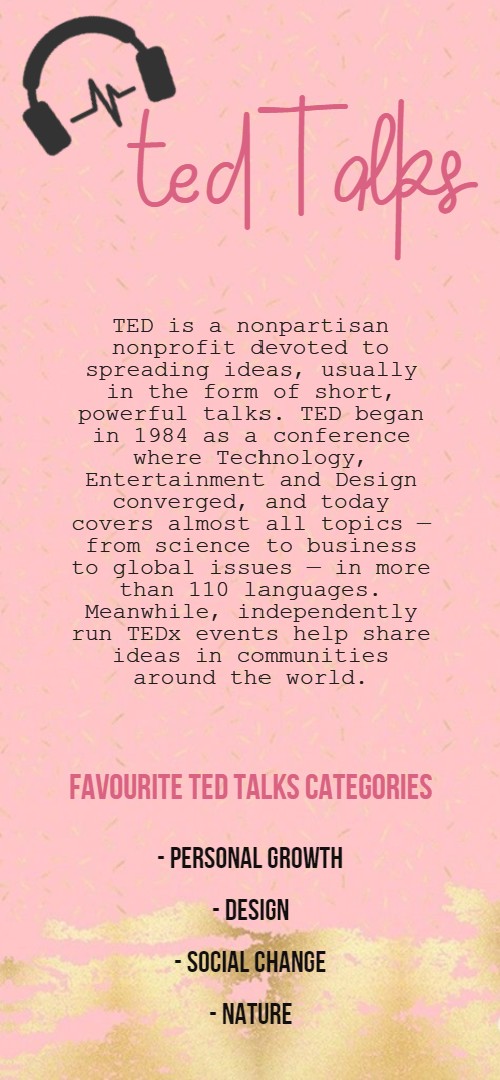 ted Talks
TED is a nonpartisan
nonprofit devoted to
spreading ideas, usually
in the form of short,
powerful talks. TED began
in 1984 as a conference
where Technology,
Entertainment and Design
converged, and today
covers almost all topics —
from science to business
to global issues — in more
than 110 languages.
Meanwhile, independently
run TEDx events help share
ideas in communities
around the world.
FAVOURITE TED TALKS CATEGORIES
- PERSONAL GROWTH
- DESIGN
- SOCIAL CHANGE
- NATURE